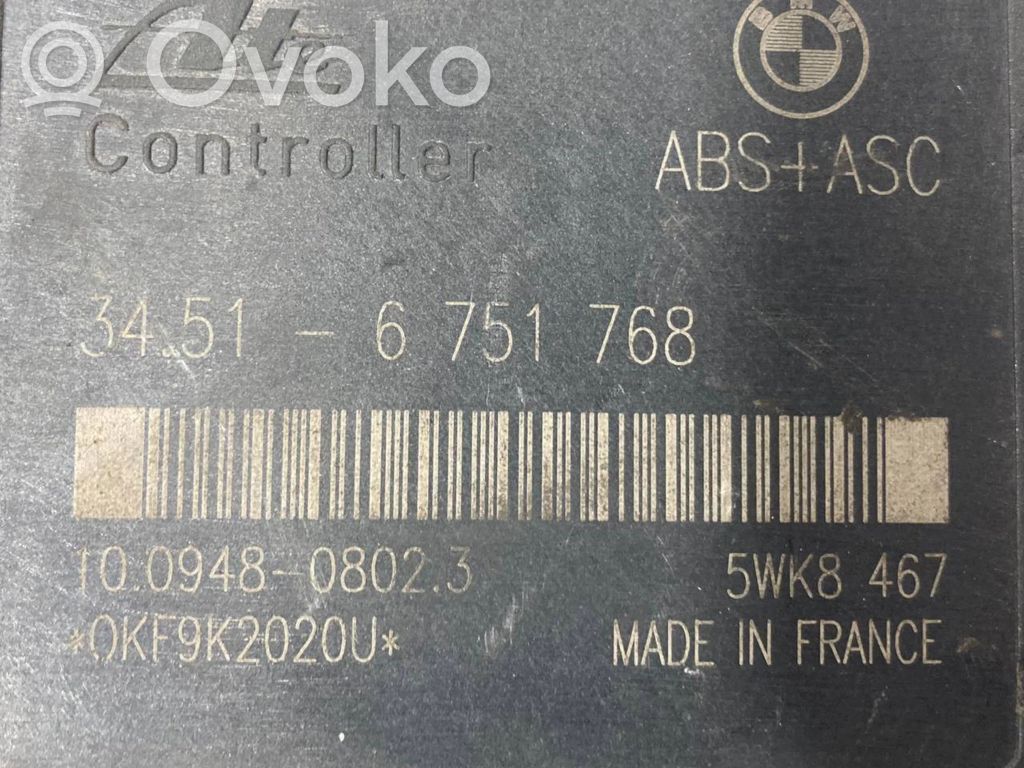 Ovoko
BMW
Controller
ABS+ASC
34.51 - 6 751 768
10.0948-0802.3
5WK8 467
*0KF9K2020U*
MADE IN FRANCE